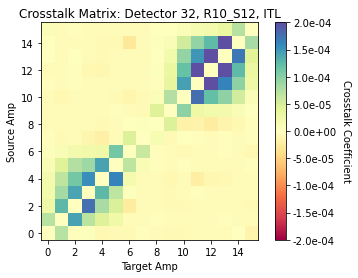 Crosstalk Matrix: Detector 32, R10_S12, ITL
Source Amp
14
12
10
8
6
4
2
0
0 2 4 6 8 10 12 14
Target Amp
2.0e-04
1.5e-04
1.0e-04
5.0e-05
0.0e+00
-5.0e-05
-1.0e-04
-1.5e-04
-2.0e-04
Crosstalk Coefficient